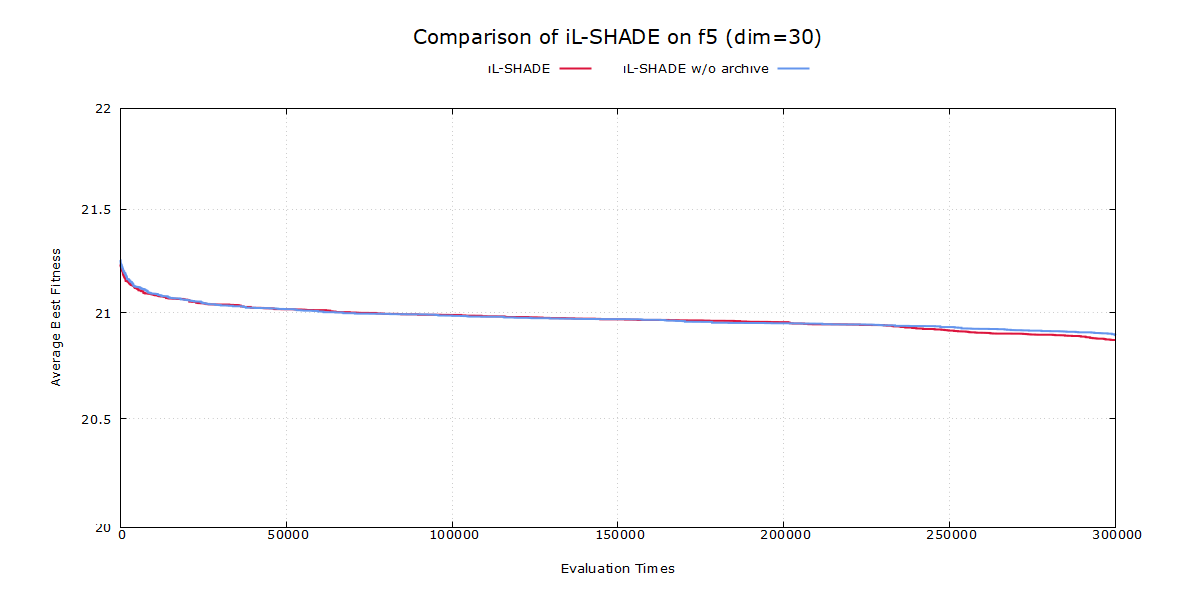 Comparison of iL-SHADE on f5 (dim=30)
iL-SHADE iL-SHADE w/o archive
22
21.5
21
20.5
20
Average Best Fitness
0 50000 100000 150000 200000 250000 300000
Evaluation Times